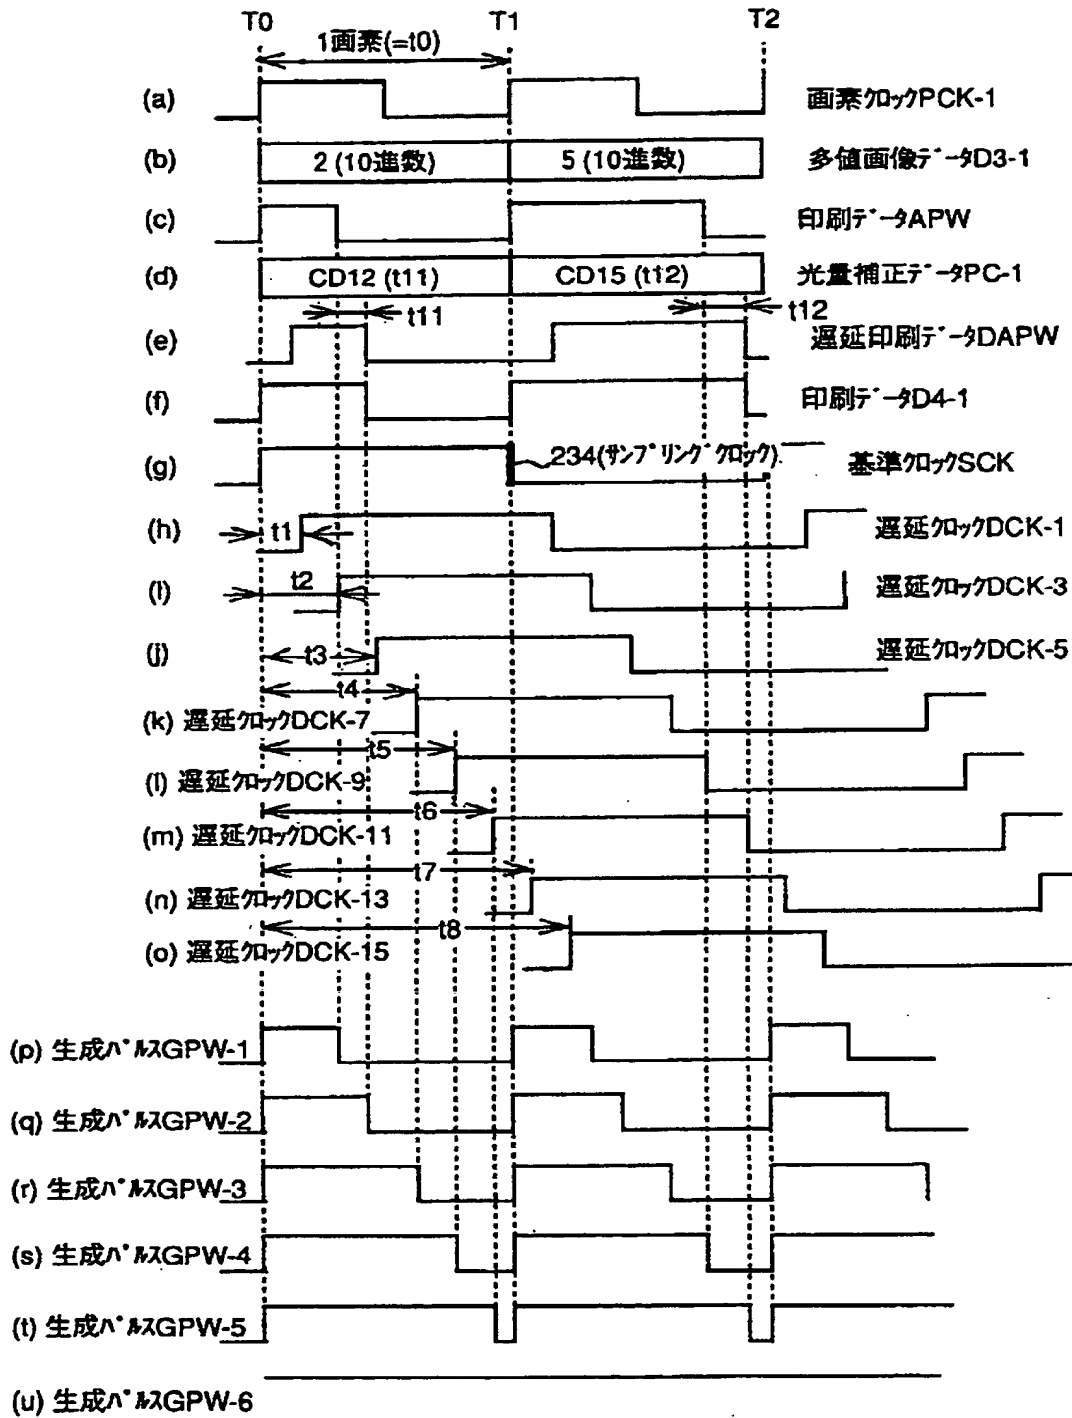 T0 T1 T2
1画素(=t0)
(a) 画素クロックPCK-1
(b) 2 (10進数) 5 (10進数) 多値画像データD3-1
(c) 印刷データAPW
(d) CD12 (t11) CD15 (t12) 光量補正データPC-1
t11 t12
(e) 遅延印刷データDAPW
(f) 印刷データD4-1
(g) 234(サンプリングクロック) 基準クロックSCK
(h) t1 遅延クロックDCK-1
(I) t2 遅延クロックDCK-3
(j) t3 遅延クロックDCK-5
t4
(k) 遅延クロックDCK-7
t5
(l) 遅延クロックDCK-9
t6
(m) 遅延クロックDCK-11
t7
(n) 遅延クロックDCK-13
t8
(o) 遅延クロックDCK-15
(p) 生成パルスGPW-1
(q) 生成パルスGPW-2
(r) 生成パルスGPW-3
(s) 生成パルスGPW-4
(t) 生成パルスGPW-5
(u) 生成パルスGPW-6